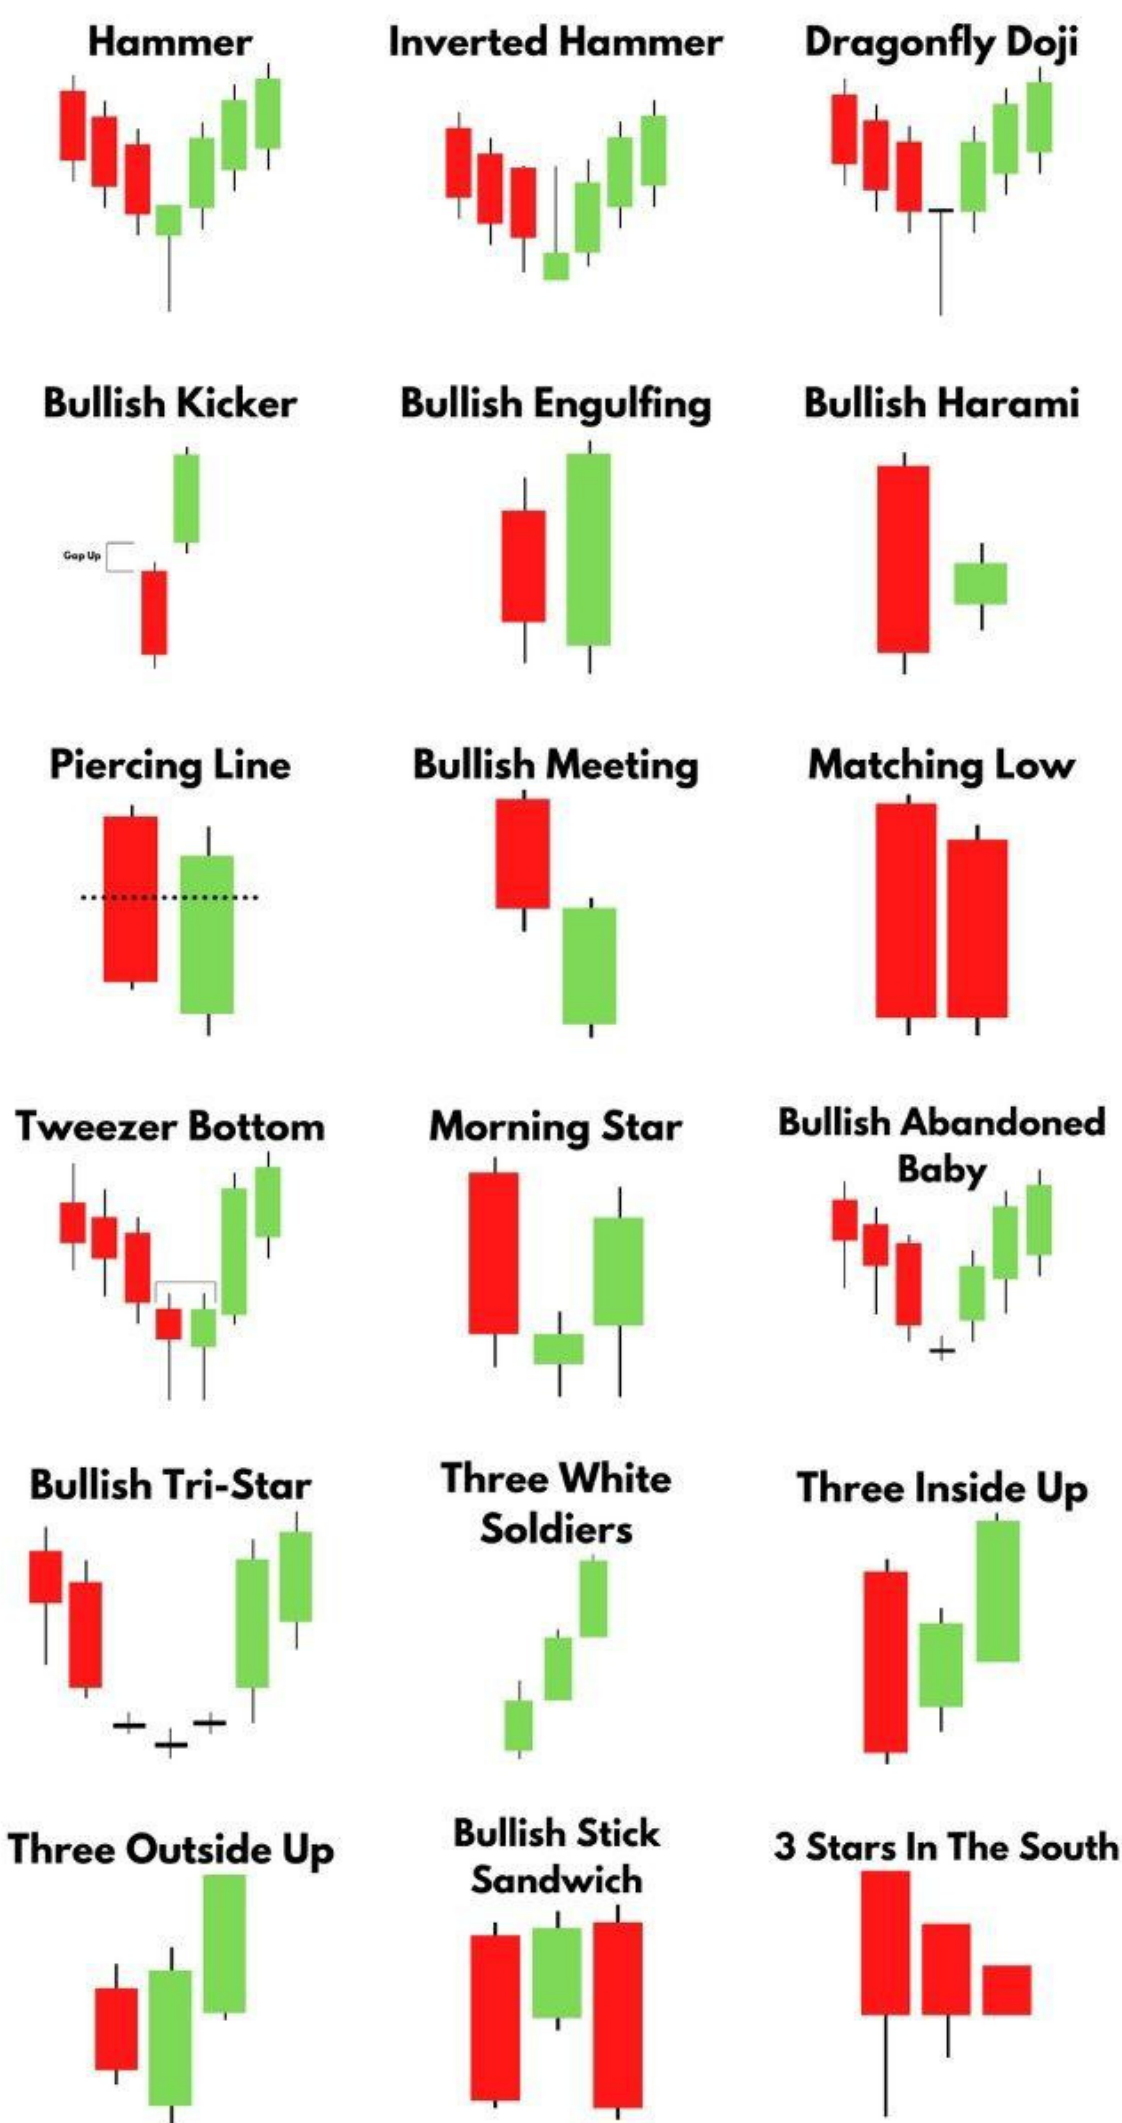 Hammer
Inverted Hammer
Dragonfly Doji
Bullish Kicker
Bullish Engulfing
Bullish Harami
Gap Up
Piercing Line
Bullish Meeting
Matching Low
Tweezer Bottom
Morning Star
Bullish Abandoned
Baby
Bullish Tri-Star
Three White
Soldiers
Three Inside Up
Three Outside Up
Bullish Stick
Sandwich
3 Stars In The South